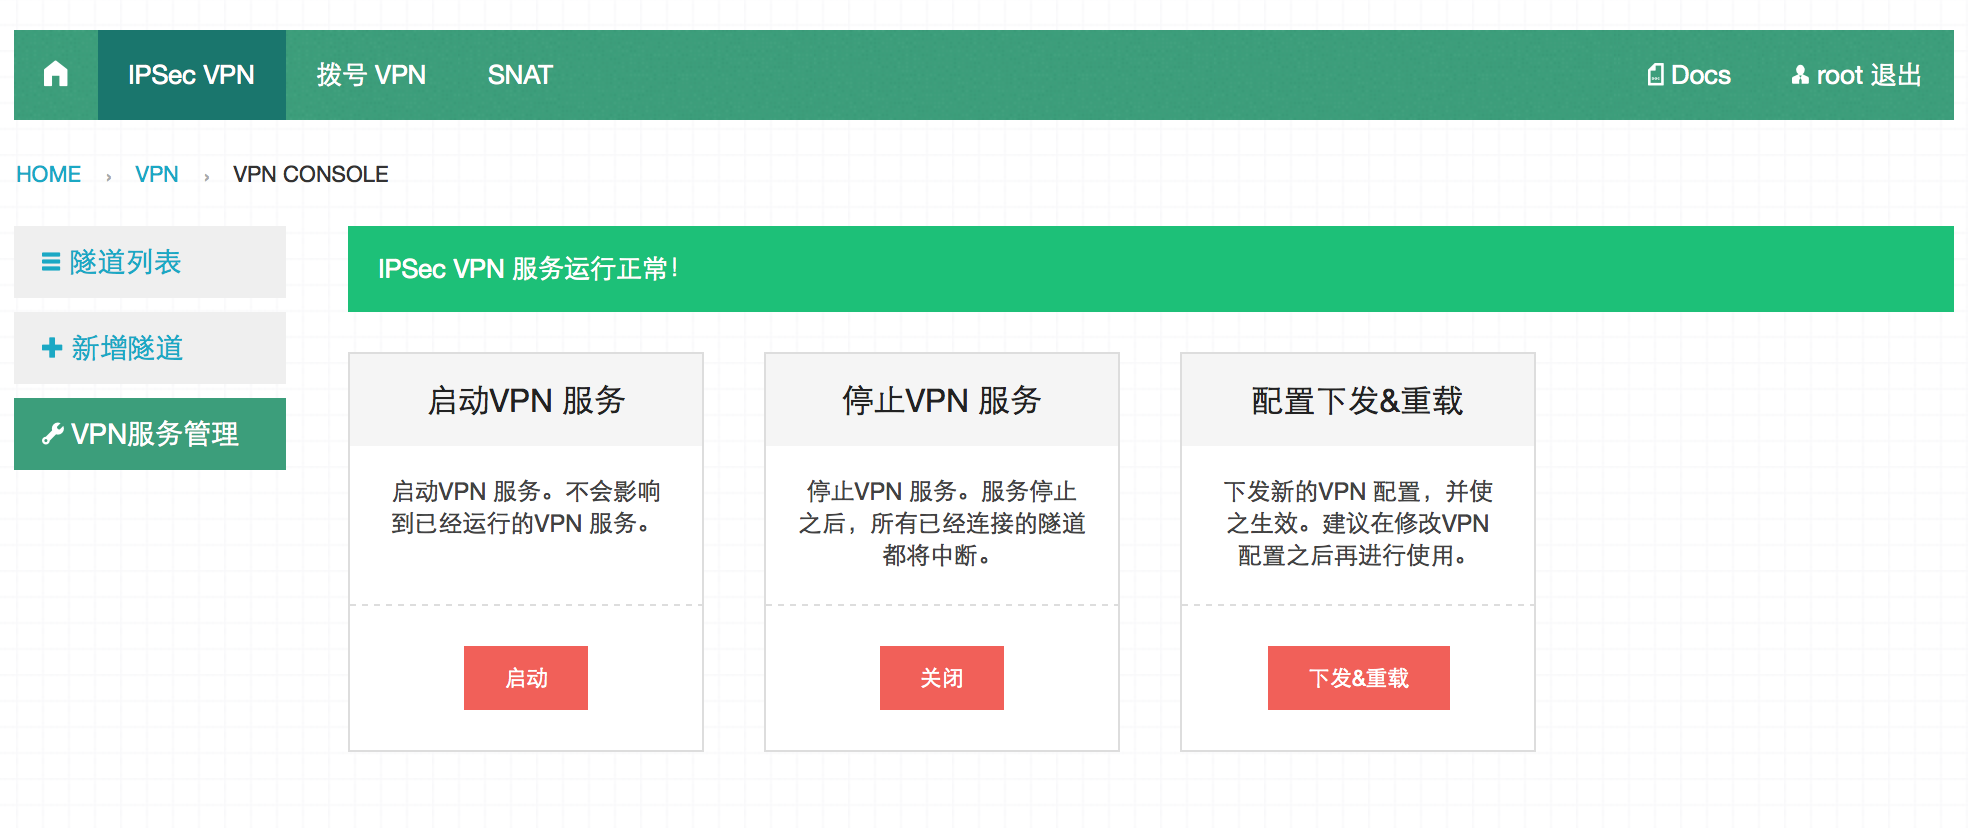 IPSec VPN
拨号 VPN
SNAT
Docs
root 退出
HOME › VPN › VPN CONSOLE
隧道列表
新增隧道
VPN服务管理
IPSec VPN 服务运行正常！
启动VPN 服务
启动VPN 服务。不会影响
到已经运行的VPN 服务。
启动
停止VPN 服务
停止VPN 服务。服务停止
之后，所有已经连接的隧道
都将中断。
关闭
配置下发&重载
下发新的VPN 配置，并使
之生效。建议在修改VPN
配置之后再进行使用。
下发&重载